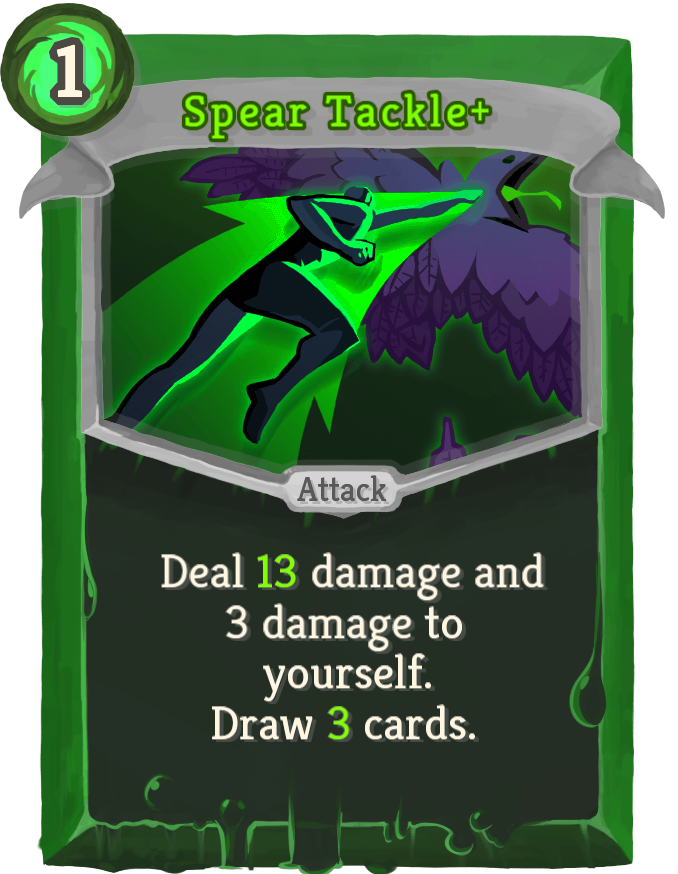 1
Spear Tackle+
Attack
Deal 13 damage and
3 damage to
yourself.
Draw 3 cards.